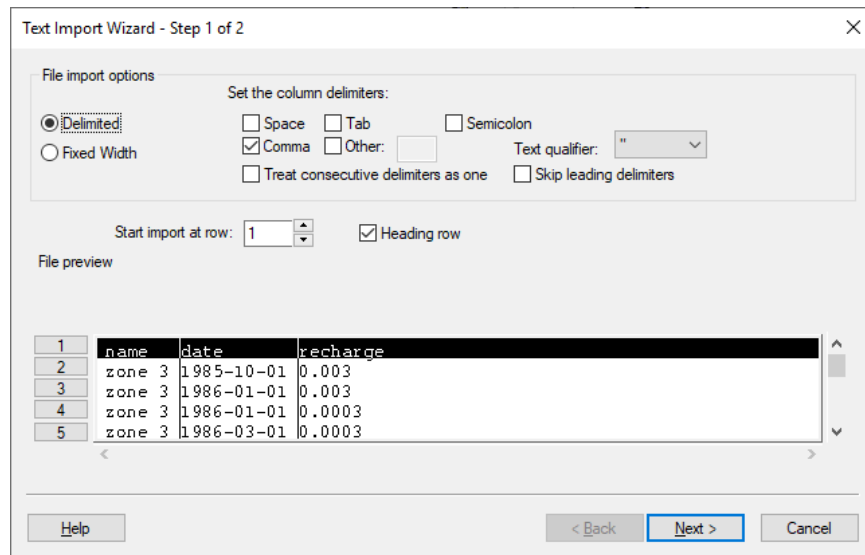 Text Import Wizard - Step 1 of 2
File import options
Set the column delimiters:
Delimited
Fixed Width
Space Tab Semicolon
Comma Other: Text qualifier: "
Treat consecutive delimiters as one Skip leading delimiters
Start import at row: 1 Heading row
File preview
1 name date recharge
2 zone 3 1985-10-01 0.003
3 zone 3 1986-01-01 0.003
4 zone 3 1986-01-01 0.0003
5 zone 3 1986-03-01 0.0003
Help < Back Next > Cancel